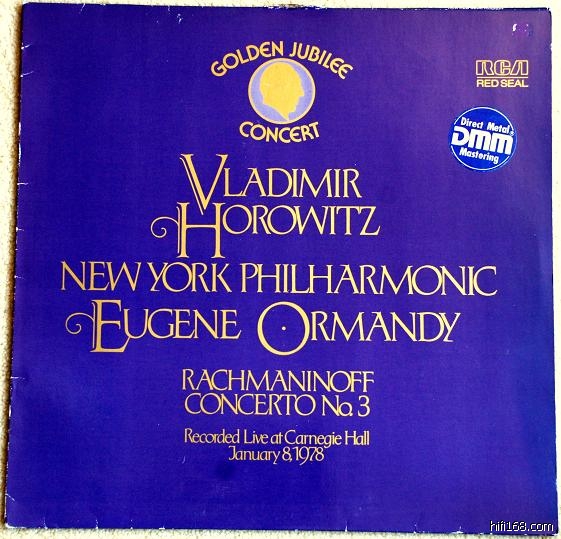 GOLDEN JUBILEE
CONCERT
RCA
RED SEAL
Direct Metal
DMM
Mastering
VLADIMIR
HOROWITZ
NEW YORK PHILHARMONIC
EUGENE ORMANDY
RACHMANINOFF
CONCERTO No. 3
Recorded Live at Carnegie Hall
January 8, 1978
hifi168.com